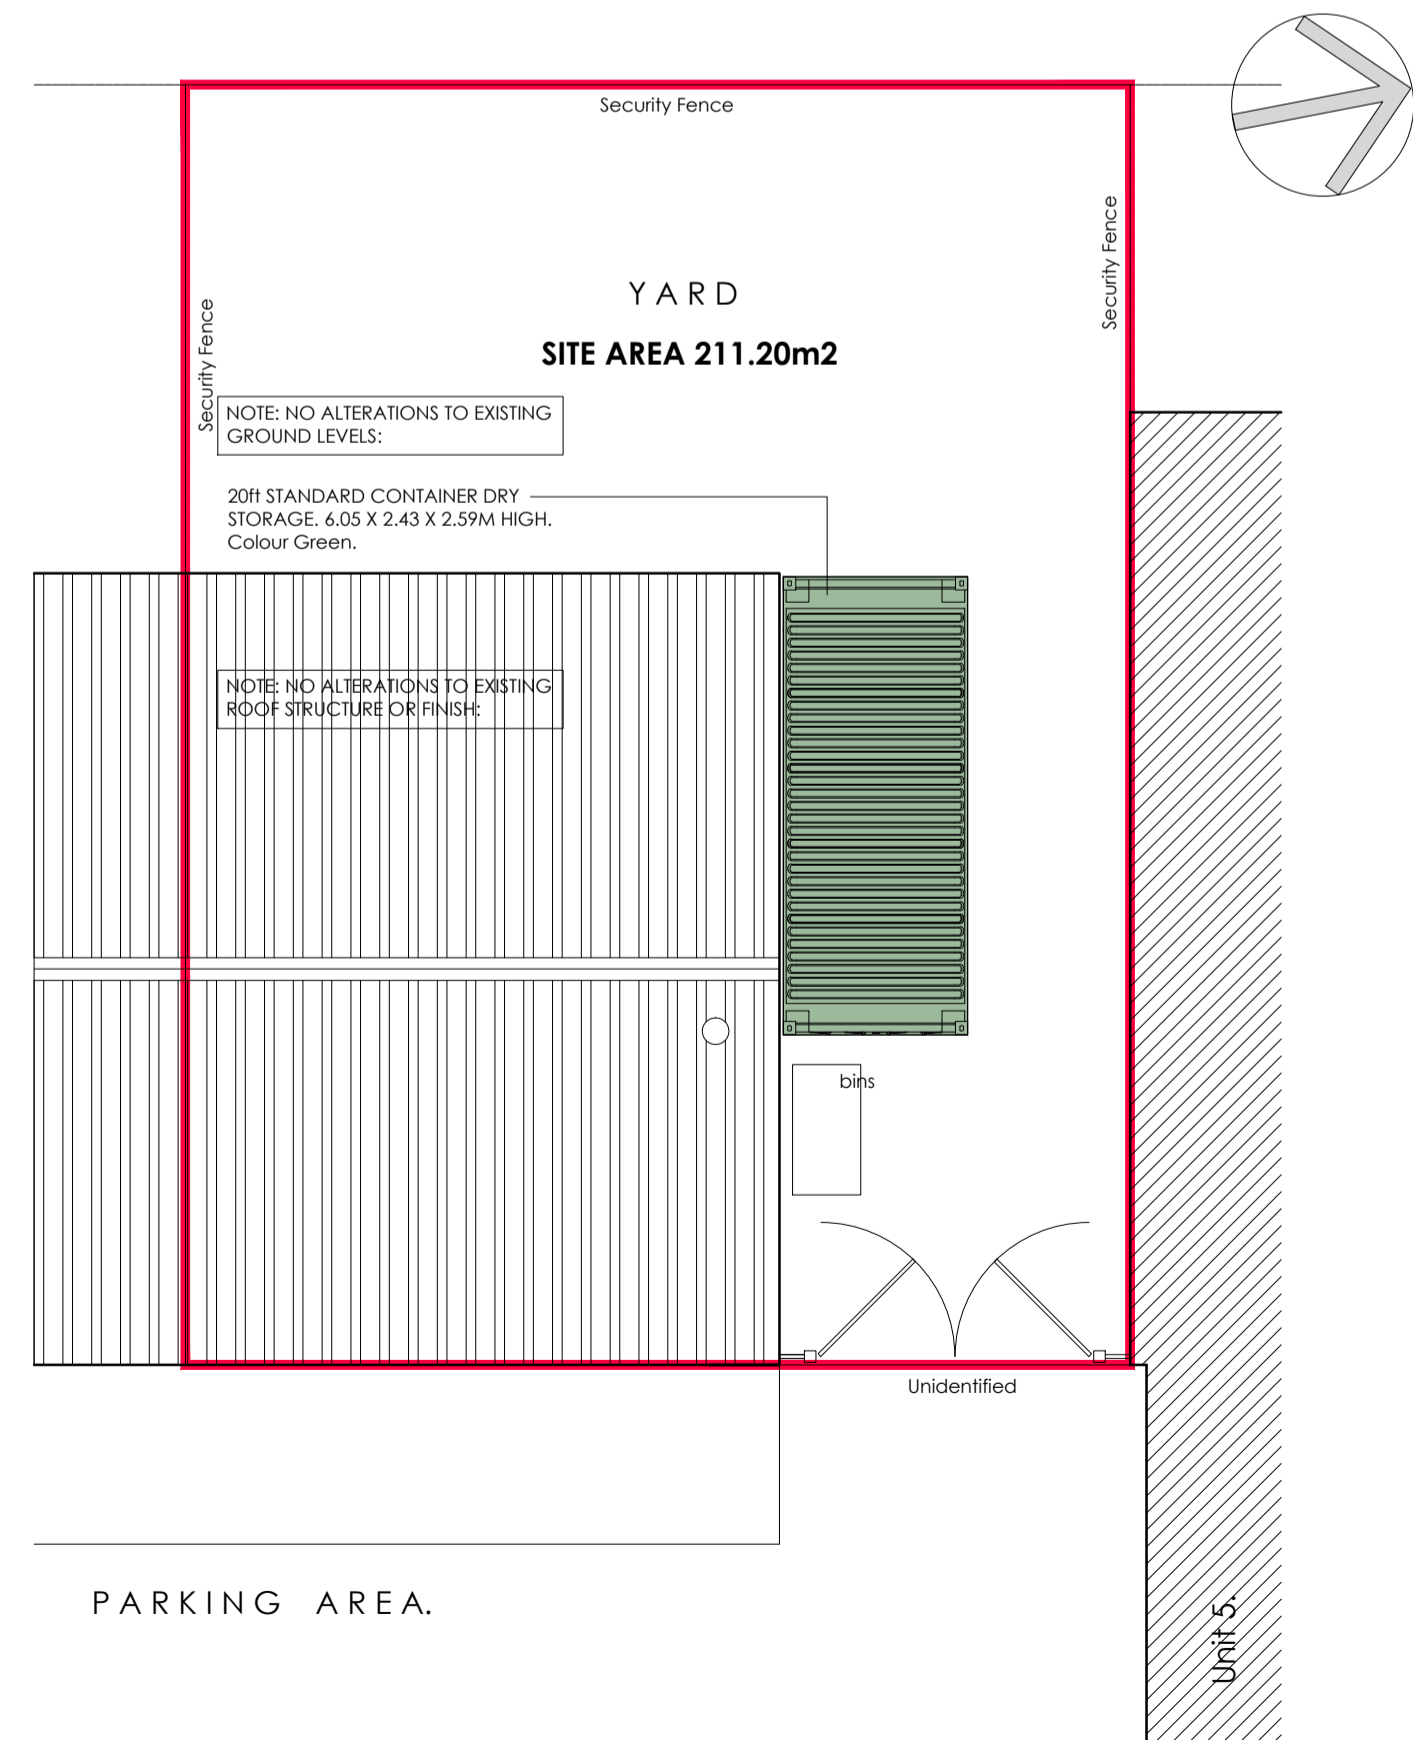 Security Fence
Security Fence
Y A R D
Security Fence
SITE AREA 211.20m2
NOTE: NO ALTERATIONS TO EXISTING
GROUND LEVELS:
20ft STANDARD CONTAINER DRY
STORAGE. 6.05 X 2.43 X 2.59M HIGH.
Colour Green.
NOTE: NO ALTERATIONS TO EXISTING
ROOF STRUCTURE OR FINISH:
bins
Unidentified
PARKING AREA.
Unit 5.